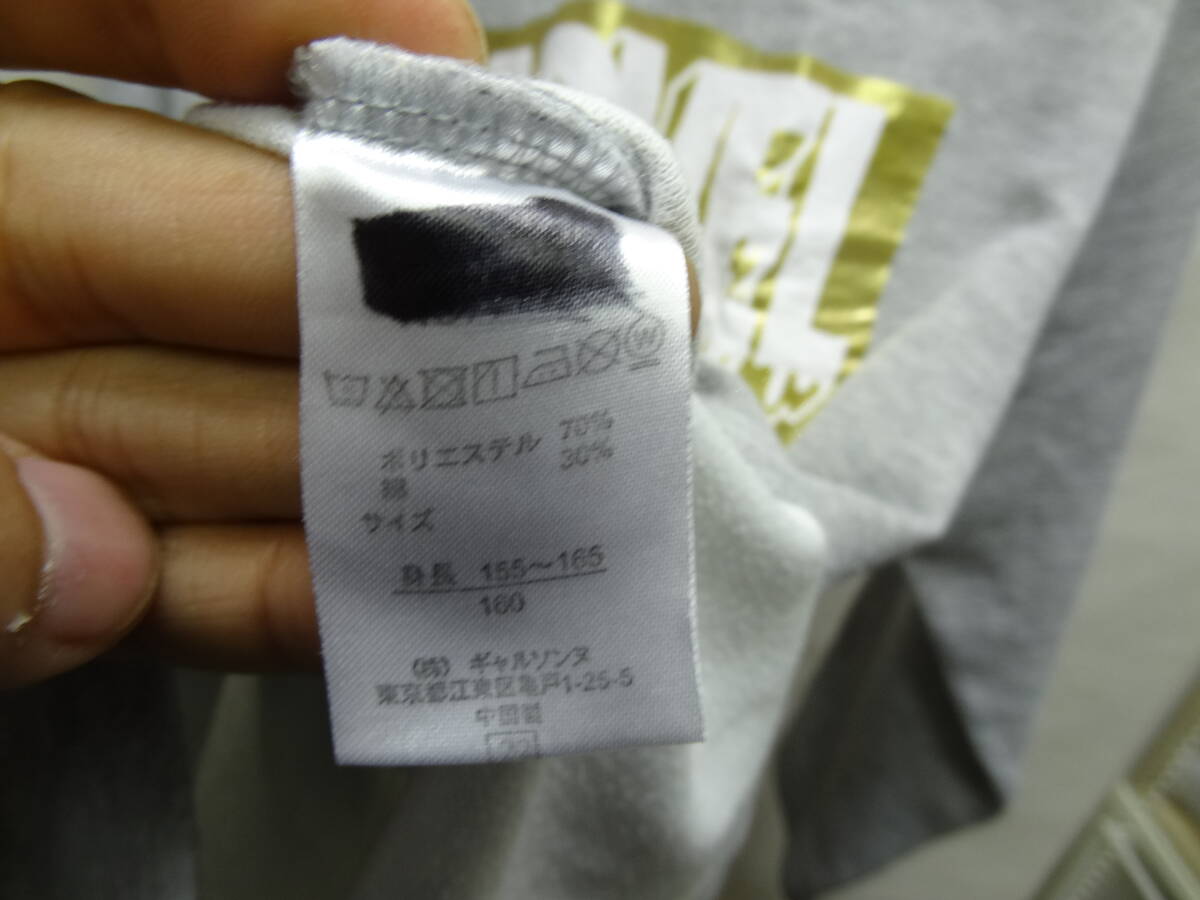 ポリエステル 70%
綿 30%
サイズ
身長 155〜165
160
(株) ギャルソンヌ
東京都江東区亀戸1-25-5
中国製